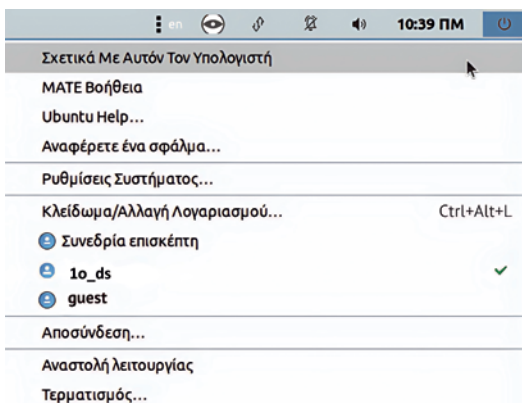 en 10:39 ΠΜ
Σχετικά Με Αυτόν Τον Υπολογιστή
MATE Βοήθεια
Ubuntu Help...
Αναφέρετε ένα σφάλμα...
Ρυθμίσεις Συστήματος...
Κλείδωμα/Αλλαγή Λογαριασμού... Ctrl+Alt+L
Συνεδρία επισκέπτη
1o_ds
guest
Αποσύνδεση...
Αναστολή λειτουργίας
Τερματισμός...